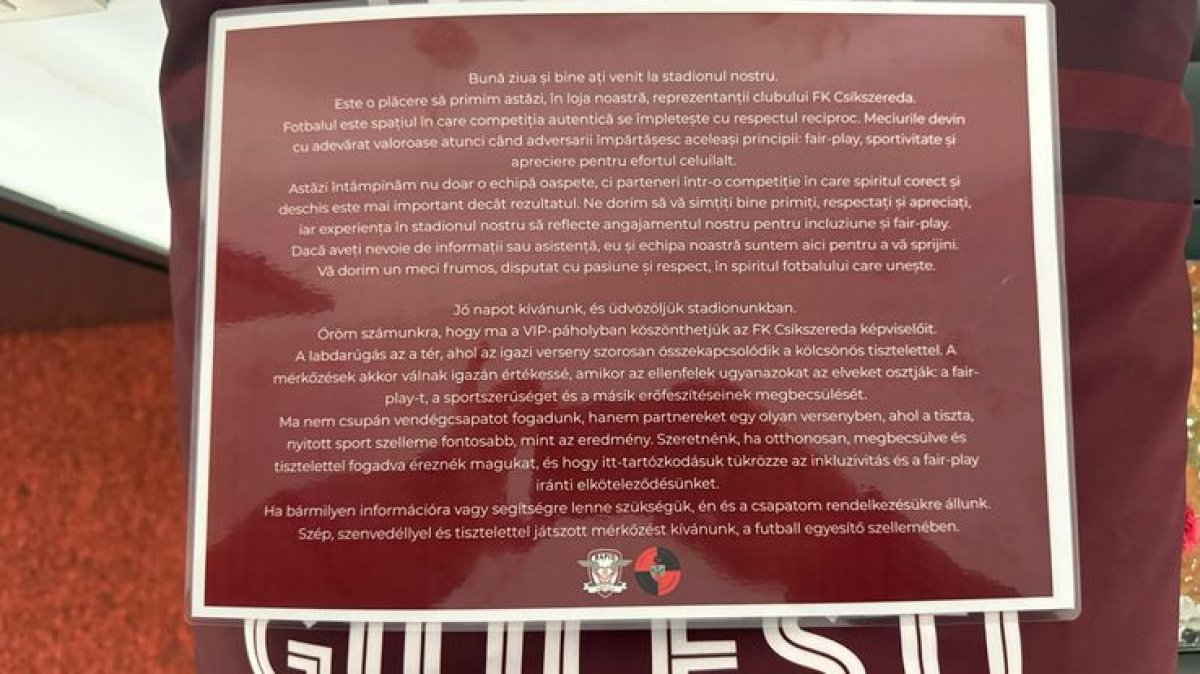 Bună ziua și bine ați venit la stadionul nostru.
Este o plăcere să primim astăzi, în loja noastră, reprezentanții clubului FK Csíkszereda.
Fotbalul este spațiul în care competiția autentică se împletește cu respectul reciproc. Meciurile devin
cu adevărat valoroase atunci când adversarii împărtășesc aceleași principii: fair-play, sportivitate și
apreciere pentru efortul celuilalt.
Astăzi întâmpinăm nu doar o echipă oaspete, ci parteneri într-o competiție în care spiritul corect și
deschis este mai important decât rezultatul. Ne dorim să vă simțiți bine primiți, respectați și apreciați,
iar experiența în stadionul nostru să reflecte angajamentul nostru pentru incluziune și fair-play.
Dacă aveți nevoie de informații sau asistență, eu și echipa noastră suntem aici pentru a vă sprijini.
Vă dorim un meci frumos, disputat cu pasiune și respect, în spiritul fotbalului care unește.
Jó napot kívánunk, és üdvözöljük stadionunkban.
Öröm számunkra, hogy ma a VIP-páholyban köszönthetjük az FK Csíkszereda képviselőit.
A labdarúgás az a tér, ahol az igazi verseny szorosan összekapcsolódik a kölcsönös tisztelettel. A
mérkőzések akkor válnak igazán értékessé, amikor az ellenfelek ugyanazokat az elveket osztják: a fair-
play-t, a sportszerűséget és a másik erőfeszítéseinek megbecsülését.
Ma nem csupán vendégcsapatot fogadunk, hanem partnereket egy olyan versenyben, ahol a tiszta,
nyitott sport szelleme fontosabb, mint az eredmény. Szeretnénk, ha otthonosan, megbecsülve és
tisztelettel fogadva éreznék magukat, és hogy itt-tartózkodásuk tükrözze az inkluzivitás és a fair-play
iránti elköteleződésünket.
Ha bármilyen információra vagy segítségre lenne szükségük, én és a csapatom rendelkezésükre állunk.
Szép, szenvedéllyel és tisztelettel játszott mérkőzést kívánunk, a futball egyesítő szellemében.
RAPID